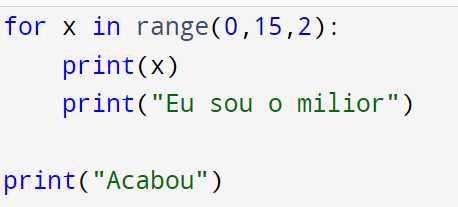 for x in range(0,15,2):
    print(x)
    print("Eu sou o milior")
print("Acabou")